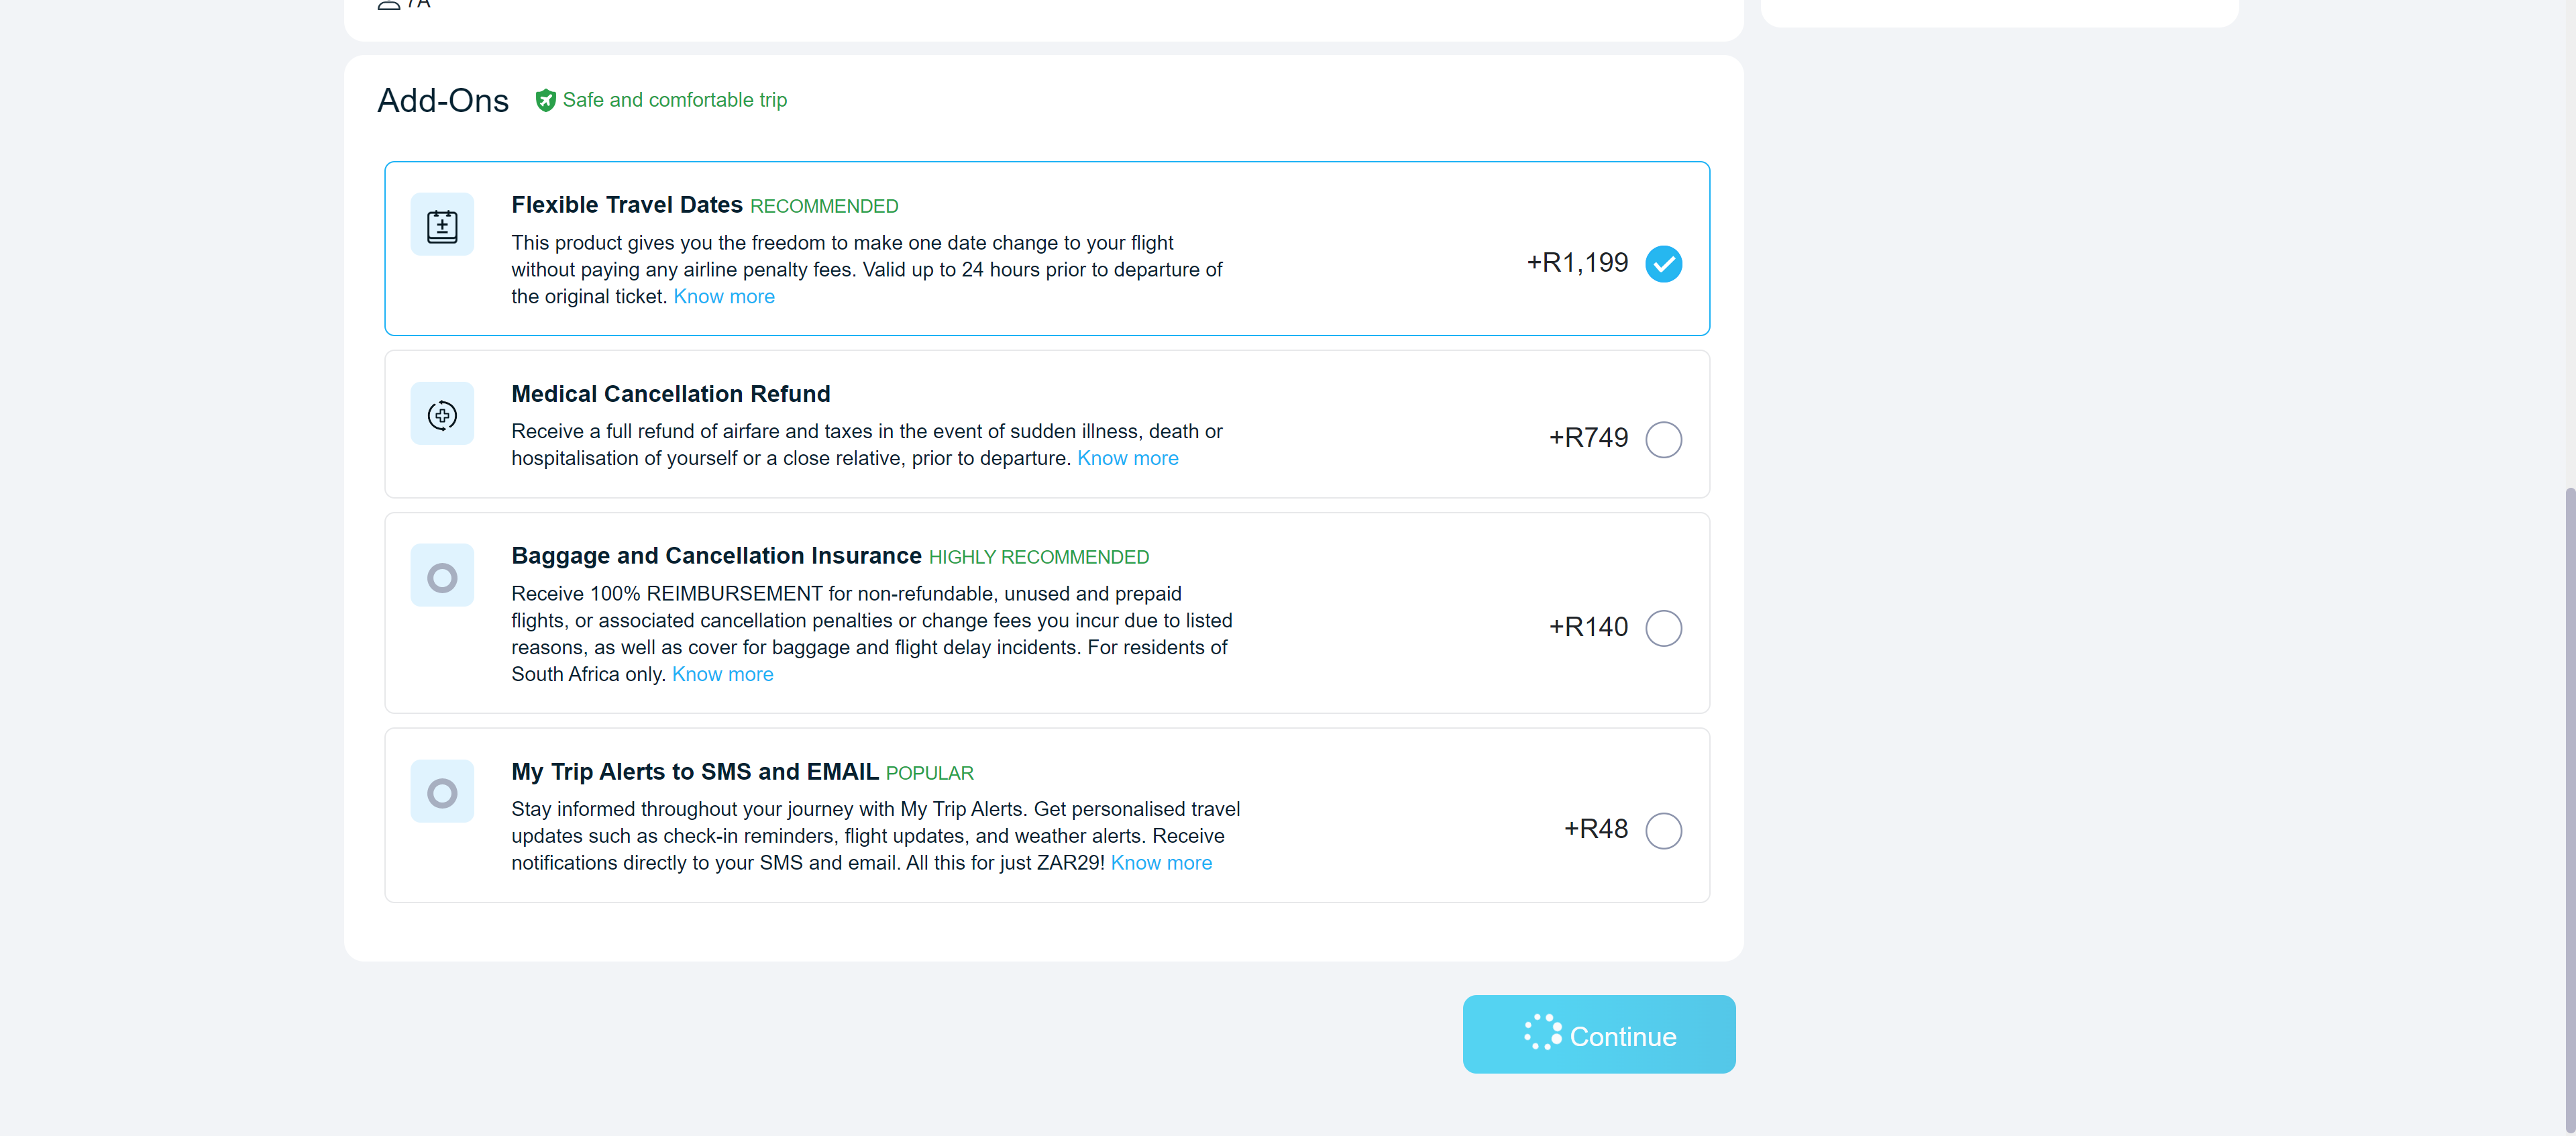 7A
Add-Ons Safe and comfortable trip
Flexible Travel Dates RECOMMENDED
This product gives you the freedom to make one date change to your flight
without paying any airline penalty fees. Valid up to 24 hours prior to departure of
the original ticket. Know more
+R1,199
Medical Cancellation Refund
Receive a full refund of airfare and taxes in the event of sudden illness, death or
hospitalisation of yourself or a close relative, prior to departure. Know more
+R749
Baggage and Cancellation Insurance HIGHLY RECOMMENDED
Receive 100% REIMBURSEMENT for non-refundable, unused and prepaid
flights, or associated cancellation penalties or change fees you incur due to listed
reasons, as well as cover for baggage and flight delay incidents. For residents of
South Africa only. Know more
+R140
My Trip Alerts to SMS and EMAIL POPULAR
Stay informed throughout your journey with My Trip Alerts. Get personalised travel
updates such as check-in reminders, flight updates, and weather alerts. Receive
notifications directly to your SMS and email. All this for just ZAR29! Know more
+R48
Continue